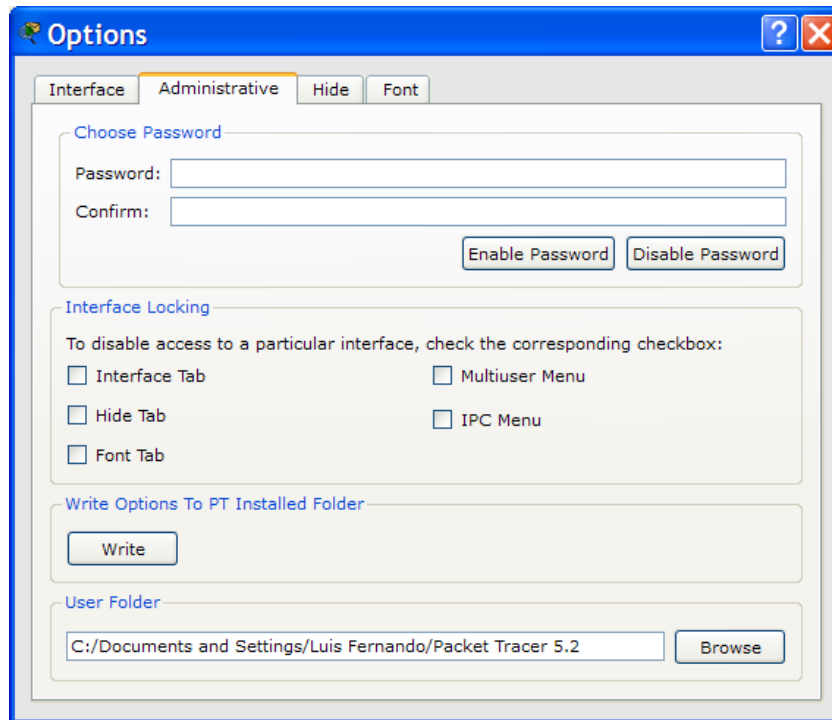 Options
Interface Administrative Hide Font
Choose Password
Password:
Confirm:
Enable Password Disable Password
Interface Locking
To disable access to a particular interface, check the corresponding checkbox:
Interface Tab Multiuser Menu
Hide Tab IPC Menu
Font Tab
Write Options To PT Installed Folder
Write
User Folder
C:/Documents and Settings/Luis Fernando/Packet Tracer 5.2 Browse